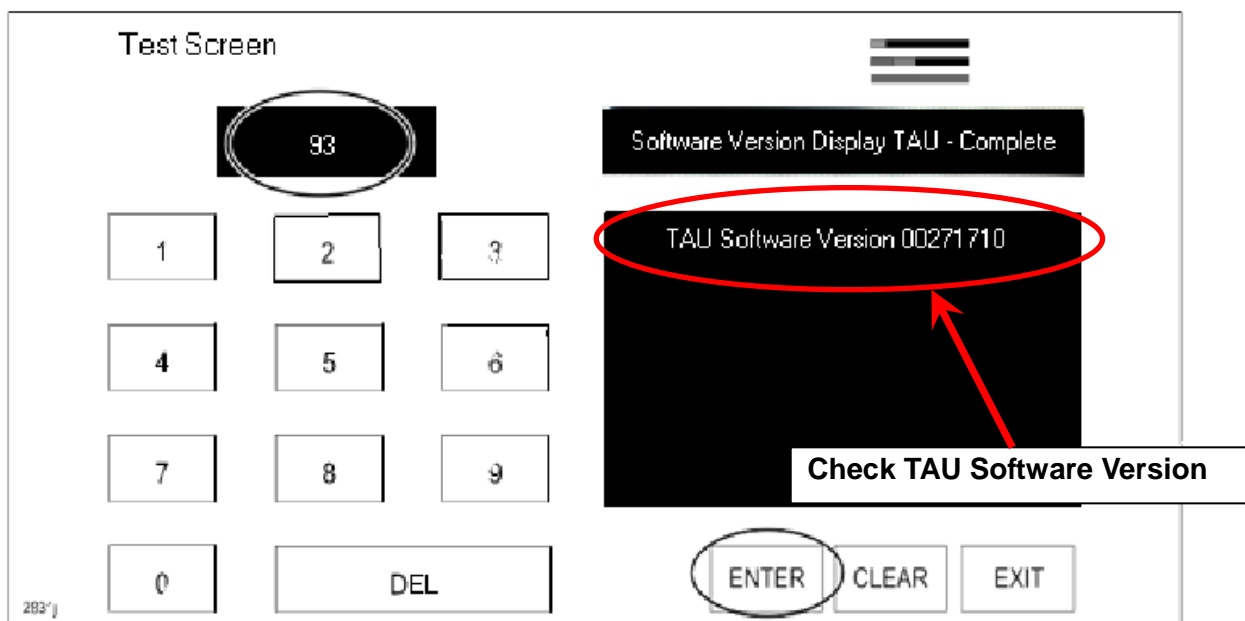 Test Screen
93
Software Version Display TAU - Complete
TAU Software Version 00271710
1 2 3
4 5 6
7 8 9
Check TAU Software Version
0 DEL ENTER CLEAR EXIT